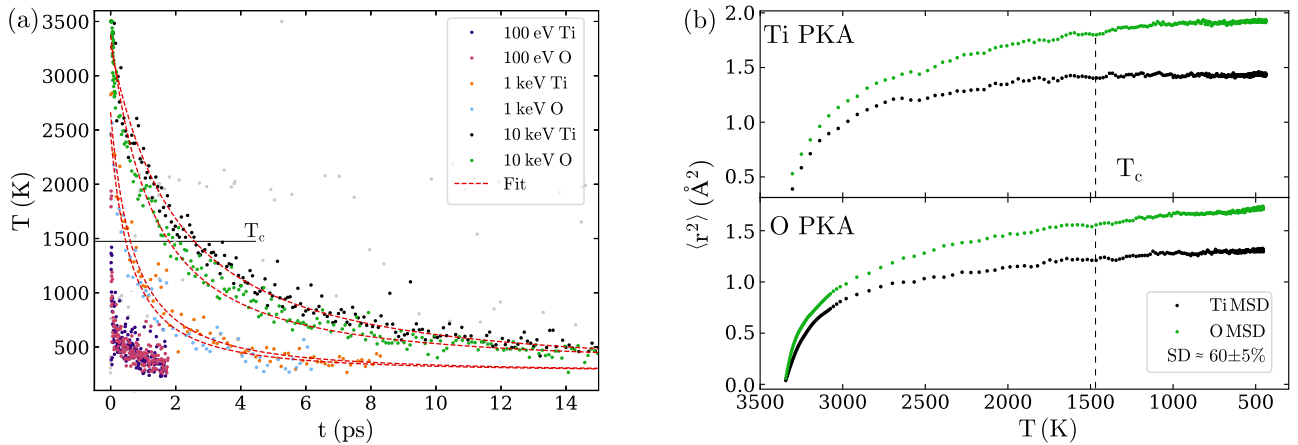 (a)
3500
3000
2500
2000
1500
1000
500
T (K)
0
2
4
6
8
10
12
14
t (ps)
100 eV Ti
100 eV O
1 keV Ti
1 keV O
10 keV Ti
10 keV O
Fit
T_c
(b)
2.0
1.5
1.0
0.5
Ti PKA
T_c
⟨r²⟩ (Å²)
O PKA
1.5
1.0
0.5
0.0
Ti MSD
O MSD
SD ≈ 60±5%
3500
3000
2500
2000
1500
1000
500
T (K)